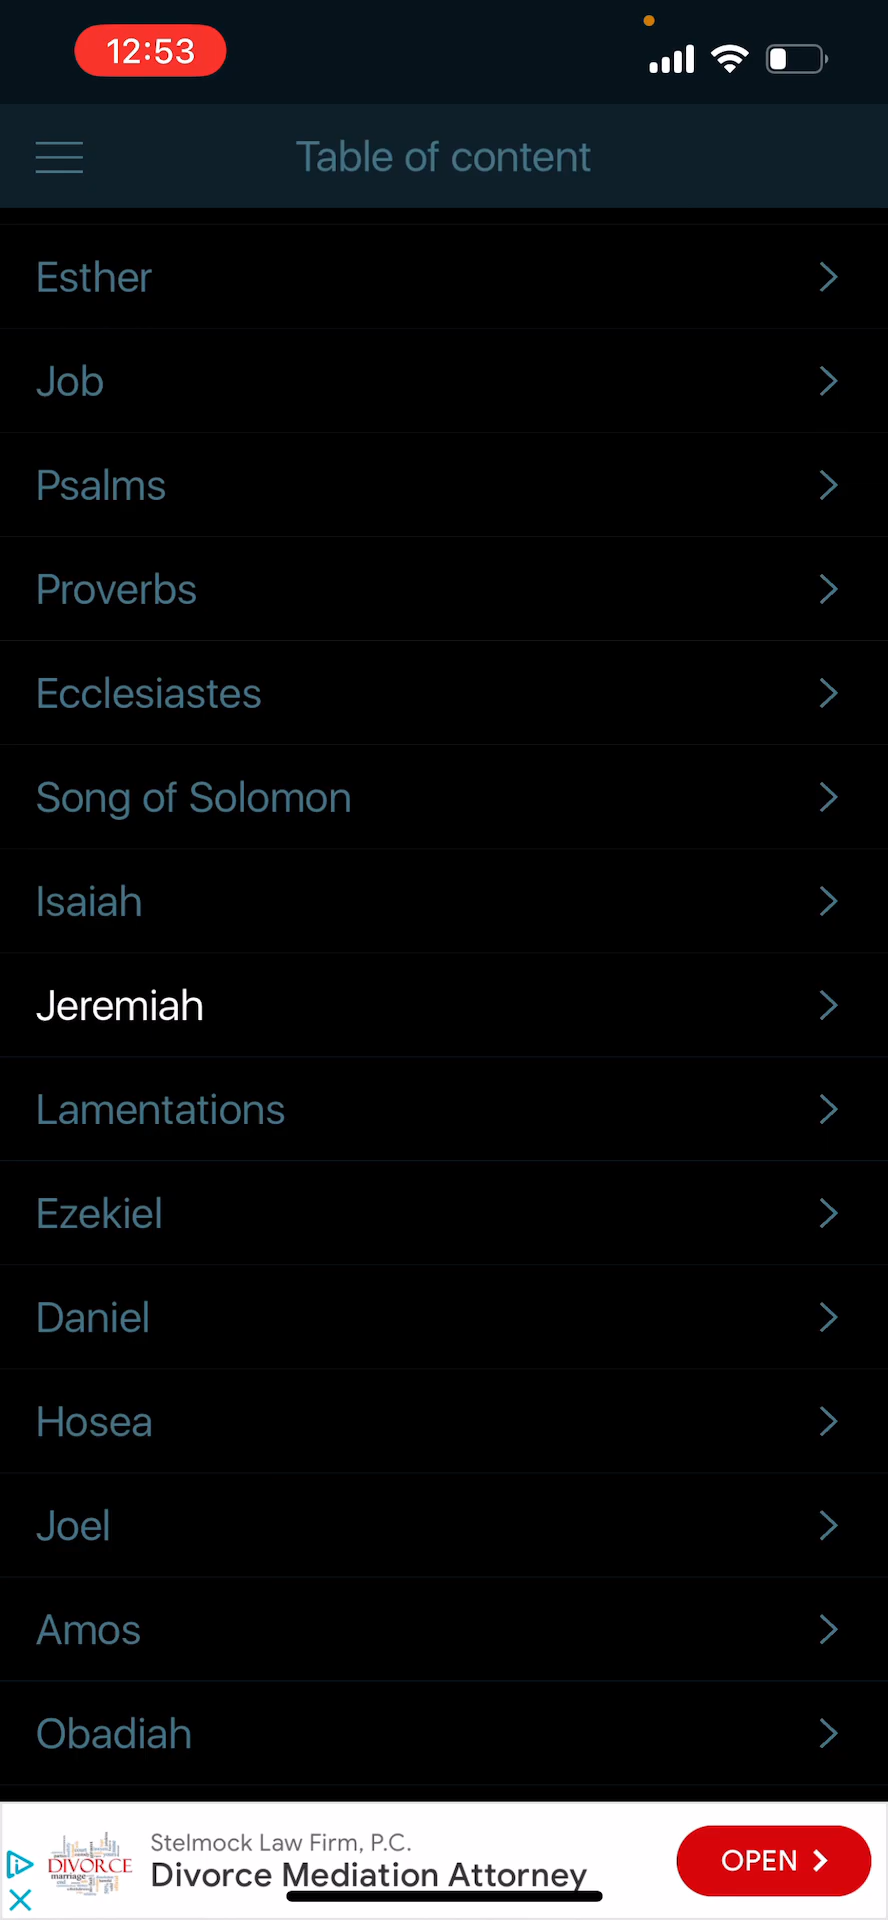 12:53
Table of content
Esther
Job
Psalms
Proverbs
Ecclesiastes
Song of Solomon
Isaiah
Jeremiah
Lamentations
Ezekiel
Daniel
Hosea
Joel
Amos
Obadiah
DIVORCE
marriage
Stelmock Law Firm, P.C.
Divorce Mediation Attorney
OPEN